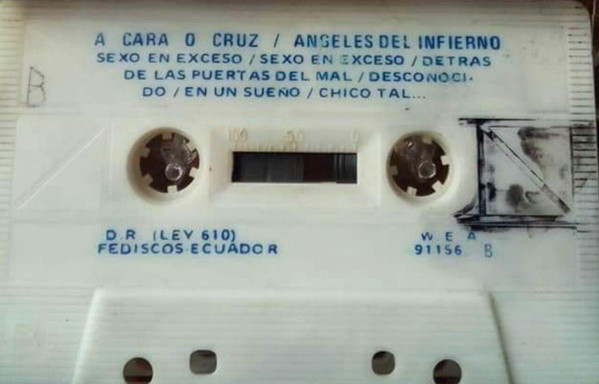 A CARA O CRUZ / ANGELES DEL INFIERNO
SEXO EN EXCESO / SEXO EN EXCESO / DETRAS
DE LAS PUERTAS DEL MAL / DESCONOCI-
DO / EN UN SUEÑO / CHICO TAL...
B
100 50 0
D.R. (LEY 610)
FEDISCOS-ECUADOR
W E A
91156 B